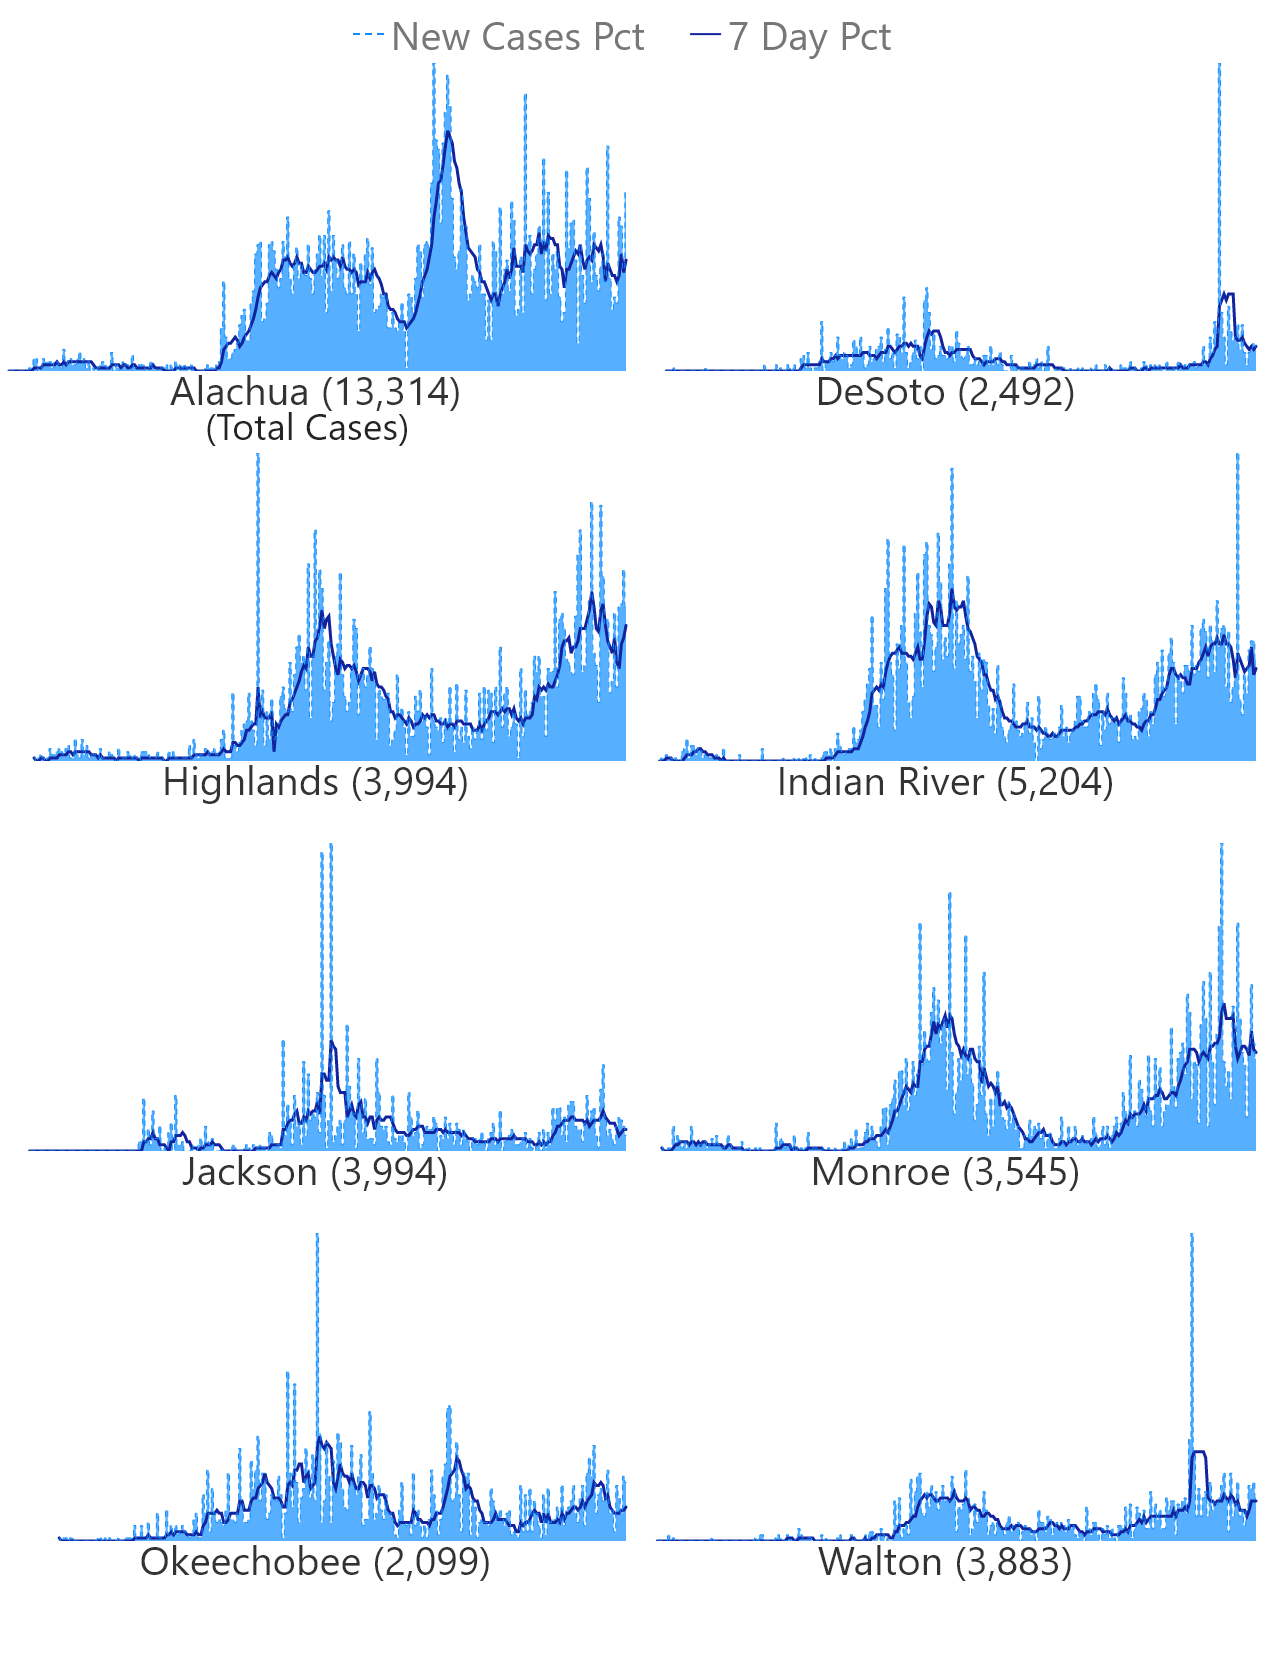 New Cases Pct 7 Day Pct
Alachua (13,314) DeSoto (2,492)
(Total Cases)
Highlands (3,994) Indian River (5,204)
Jackson (3,994) Monroe (3,545)
Okeechobee (2,099) Walton (3,883)